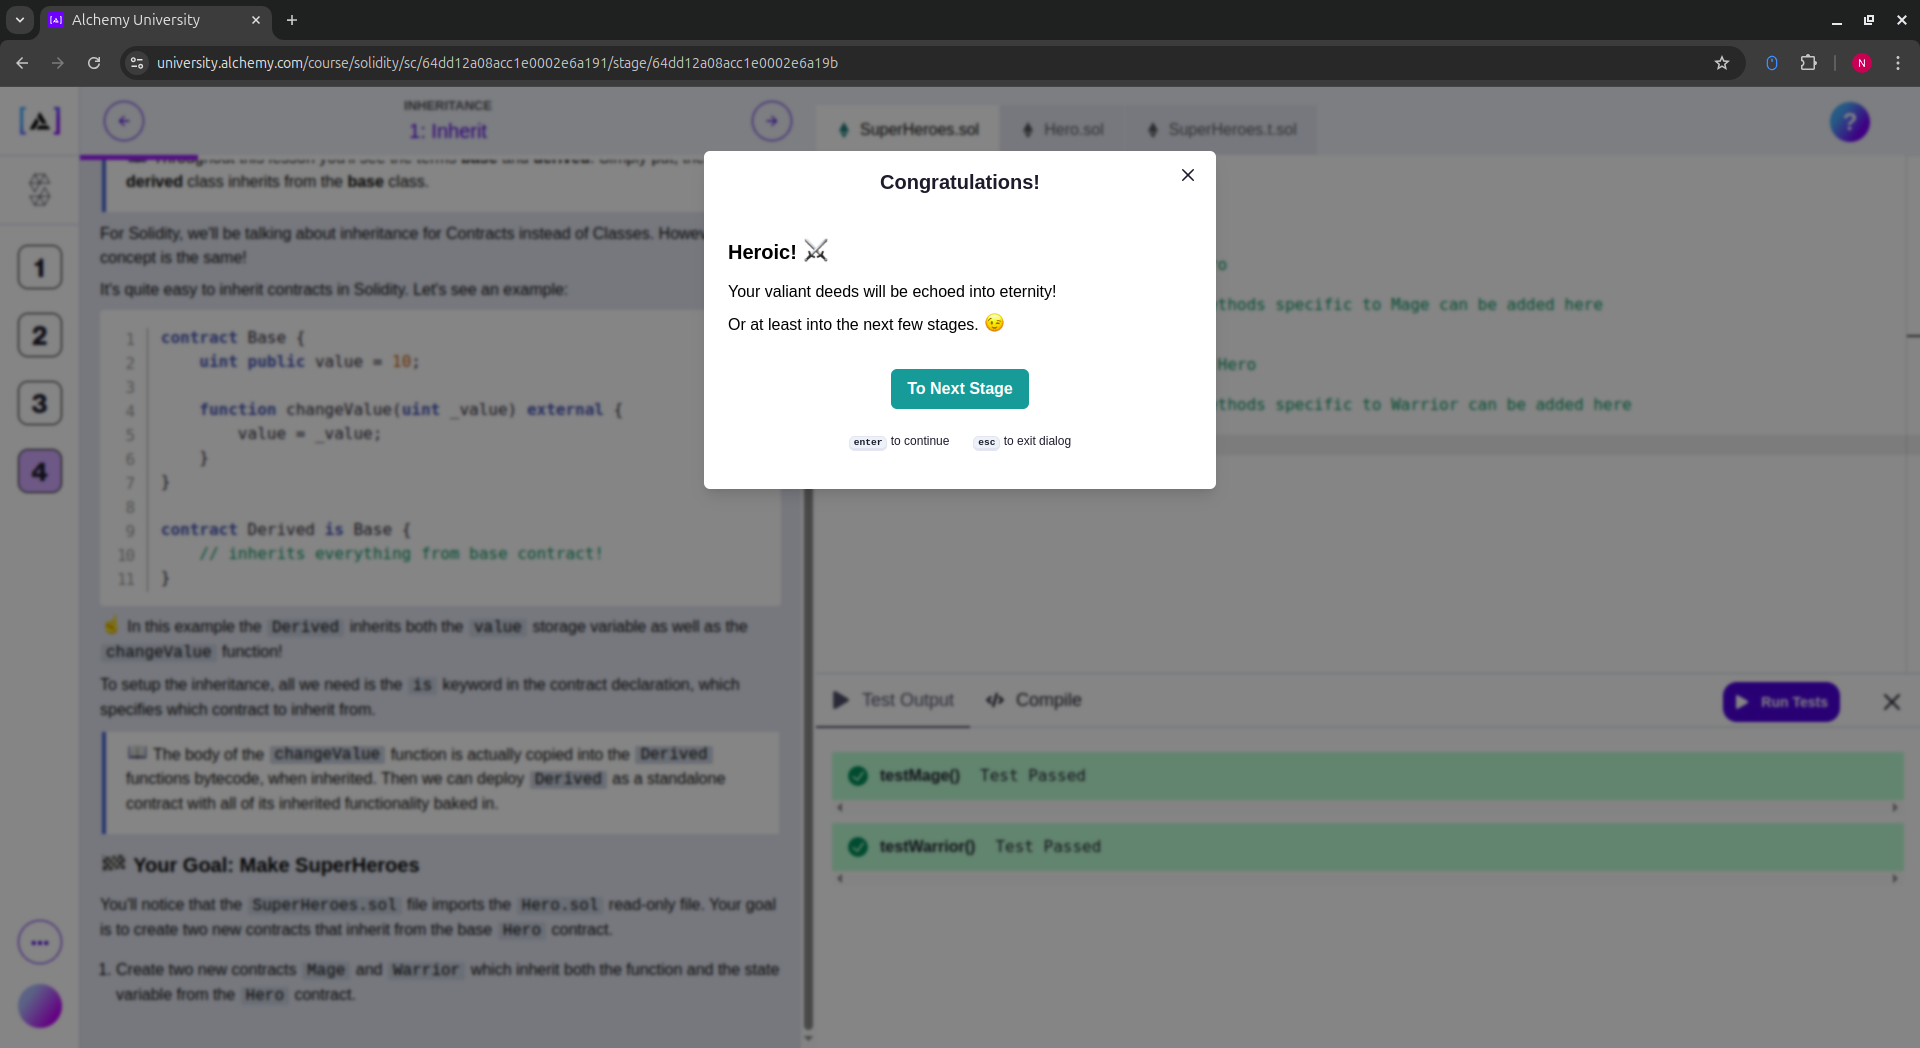 Alchemy University
university.alchemy.com/course/solidity/sc/64dd12a08acc1e0002e6a191/stage/64dd12a08acc1e0002e6a19b
N
INHERITANCE
1: Inherit
SuperHeroes.sol
Hero.sol
SuperHeroes.t.sol
?
1
2
3
4
Throughout this lesson you'll see the terms base and derived. Simply put, the
derived class inherits from the base class.
For Solidity, we'll be talking about inheritance for Contracts instead of Classes.
concept is the same!
It's quite easy to inherit contracts in Solidity. Let's see an example:
1 contract Base {
2 uint public value = 10;
3
4 function changeValue(uint _value) external {
5 value = _value;
6 }
7 }
8
9 contract Derived is Base {
10 // inherits everything from base contract!
11 }
☝️ In this example the Derived inherits both the value storage variable as well as the
changeValue function!
To setup the inheritance, all we need is the is keyword in the contract declaration, which
specifies which contract to inherit from.
📖 The body of the changeValue function is actually copied into the Derived
functions bytecode, when inherited. Then we can deploy Derived as a standalone
contract with all of its inherited functionality baked in.
🏁 Your Goal: Make SuperHeroes
You'll notice that the SuperHeroes.sol file imports the Hero.sol read-only file. Your goal
is to create two new contracts that inherit from the base Hero contract.
1. Create two new contracts Mage and Warrior which inherit both the function and the state
variable from the Hero contract.
Congratulations!
Heroic! ⚔️
Your valiant deeds will be echoed into eternity!
Or at least into the next few stages. 😉
To Next Stage
enter to continue esc to exit dialog
specific to Mage can be added here
Hero
specific to Warrior can be added here
Test Output
Compile
Run Tests
testMage() Test Passed
testWarrior() Test Passed